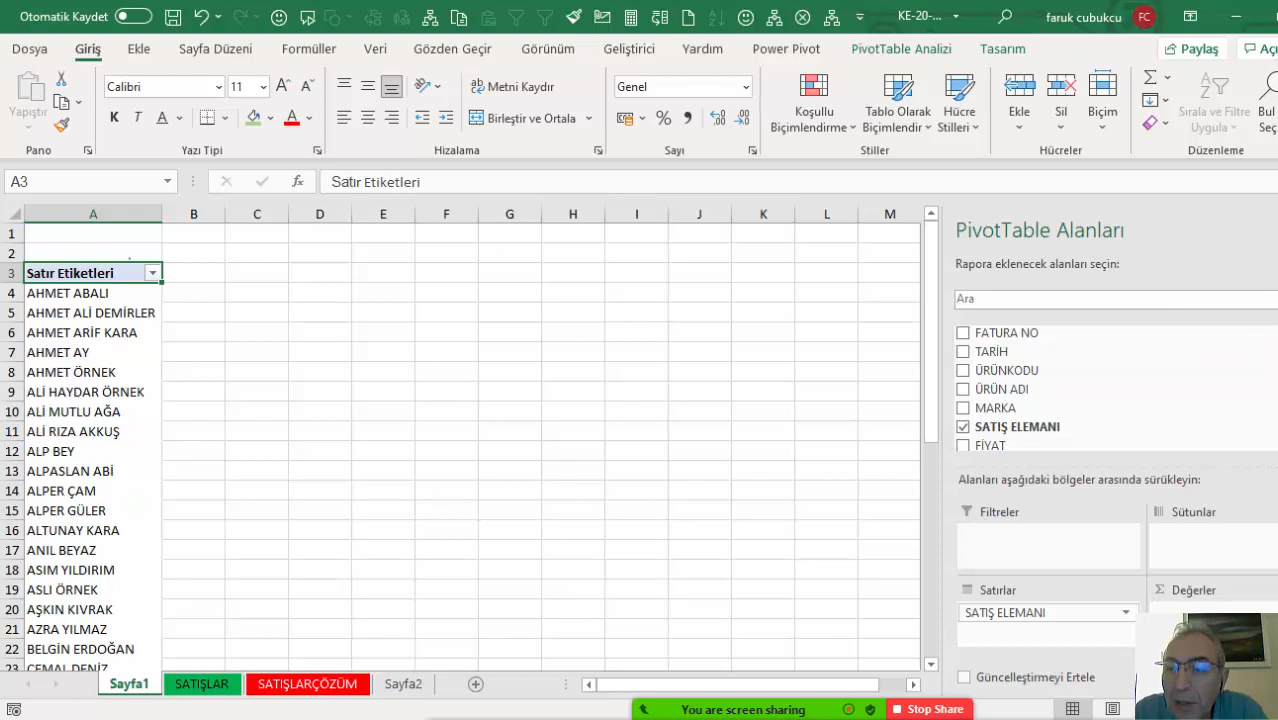 Otomatik Kaydet
KE-20-...
faruk cubukcu
FC
Dosya Giriş Ekle Sayfa Düzeni Formüller Veri Gözden Geçir Görünüm Geliştirici Yardım Power Pivot PivotTable Analizi Tasarım
Paylaş
Yapıştır
Calibri 11
K T A
Metni Kaydır
Birleştir ve Ortala
Genel
Koşullu Biçimlendirme
Tablo Olarak Biçimlendir
Hücre Stilleri
Ekle Sil Biçim
Sırala ve Filtre Uygula
Bul
Seç
Pano Yazı Tipi Hizalama Sayı Stiller Hücreler Düzenleme
A3
fx
Satır Etiketleri
A B C D E F G H I J K L M
1
2
3 Satır Etiketleri
4 AHMET ABALI
5 AHMET ALİ DEMİRLER
6 AHMET ARİF KARA
7 AHMET AY
8 AHMET ÖRNEK
9 ALİ HAYDAR ÖRNEK
10 ALİ MUTLU AĞA
11 ALİ RIZA AKKUŞ
12 ALP BEY
13 ALPASLAN ABİ
14 ALPER ÇAM
15 ALPER GÜLER
16 ALTUNAY KARA
17 ANIL BEYAZ
18 ASIM YILDIRIM
19 ASLI ÖRNEK
20 AŞKIN KIVRAK
21 AZRA YILMAZ
22 BELGİN ERDOĞAN
23 CEMAL DENİZ
PivotTable Alanları
Rapora eklenecek alanları seçin:
Ara
FATURA NO
TARİH
ÜRÜNKODU
ÜRÜN ADI
MARKA
SATIŞ ELEMANI
FİYAT
Alanları aşağıdaki bölgeler arasında sürükleyin:
Filtreler
Sütunlar
Satırlar
Σ Değerler
SATIŞ ELEMANI
Güncelleştirmeyi Ertele
Sayfa1 SATIŞLAR SATIŞLARÇÖZÜM Sayfa2
You are screen sharing
Stop Share